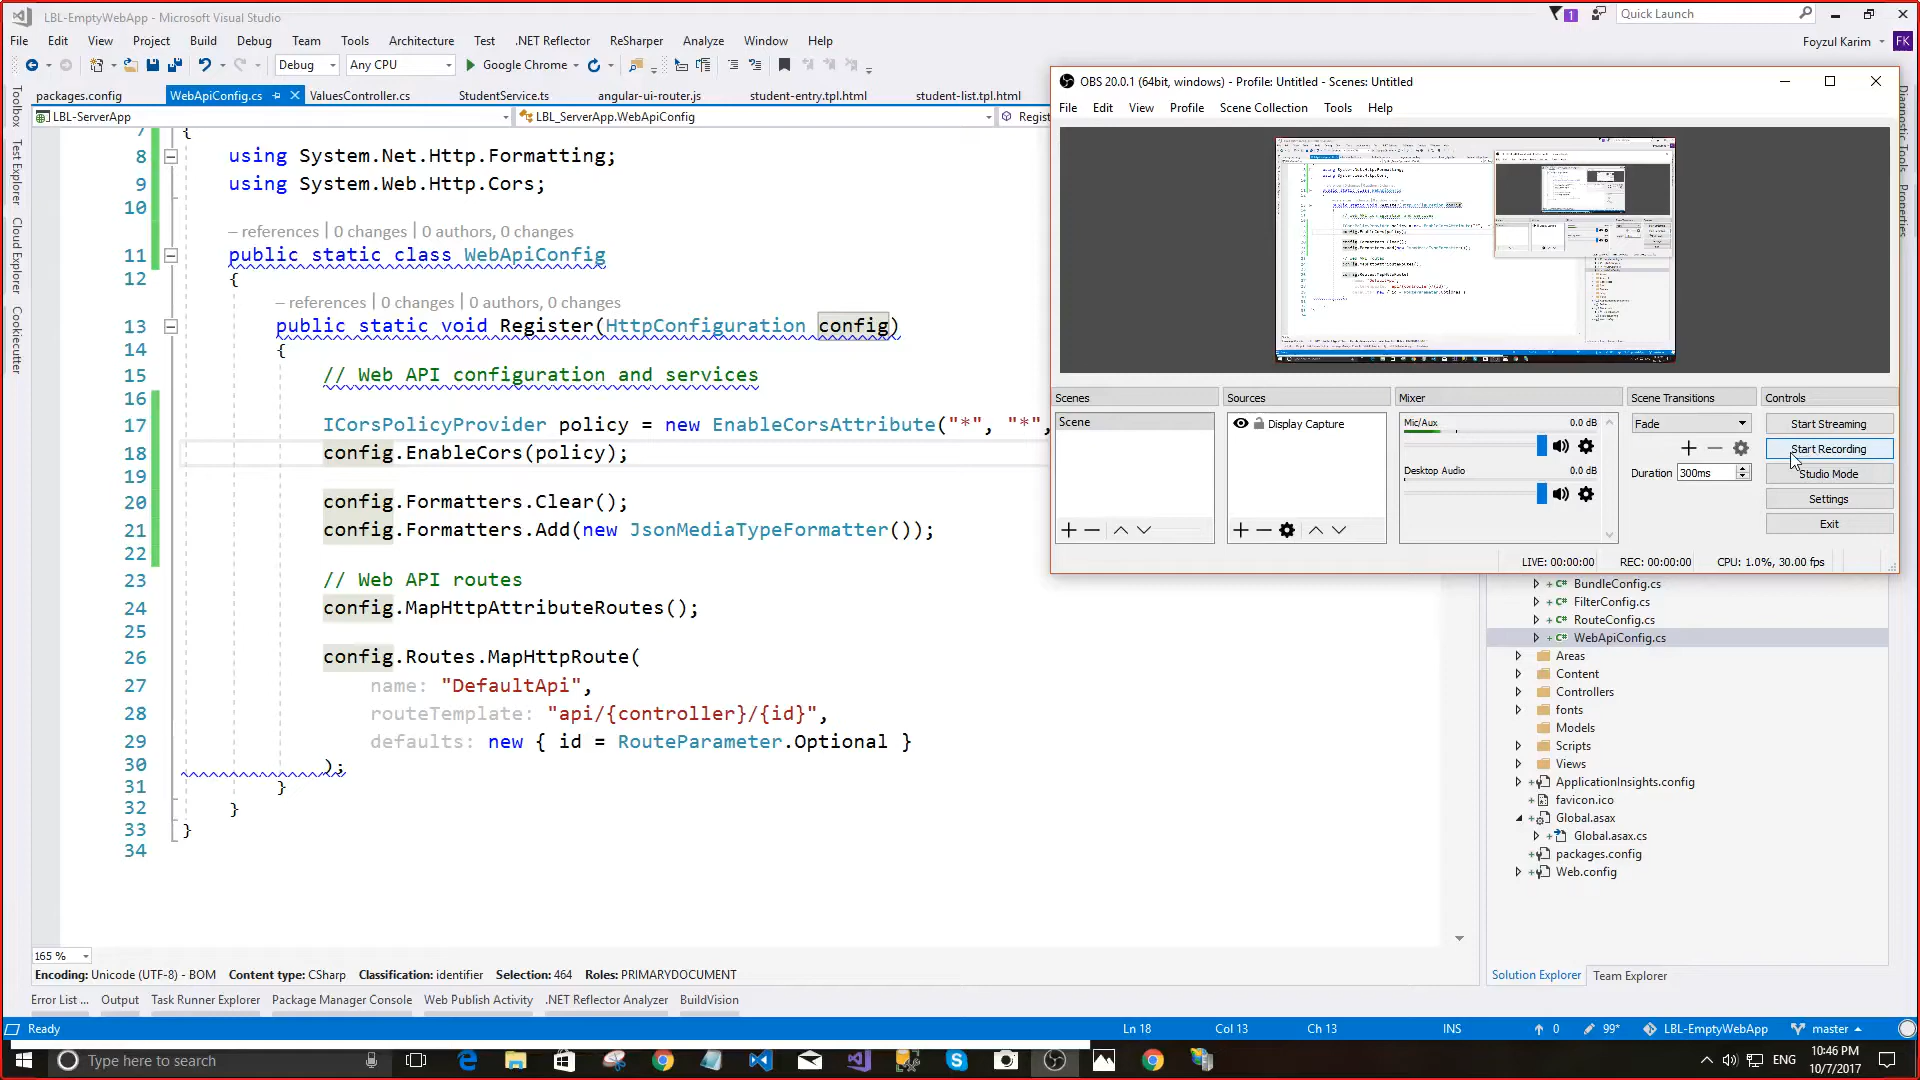 LBL-EmptyWebApp - Microsoft Visual Studio
1
Quick Launch
File Edit View Project Build Debug Team Tools Architecture Test .NET Reflector ReSharper Analyze Window Help
Foyzul Karim FK
Debug Any CPU Google Chrome
packages.config WebApiConfig.cs ValuesController.cs StudentService.ts angular-ui-router.js student-entry.tpl.html student-list.tpl.html
LBL-ServerApp LBL_ServerApp.WebApiConfig Regist
Toolbox
Test Explorer
Cloud Explorer
Cookiecutter
Diagnostic Tools
Properties
7 {
8 using System.Net.Http.Formatting;
9 using System.Web.Http.Cors;
10
– references | 0 changes | 0 authors, 0 changes
11 public static class WebApiConfig
12 {
– references | 0 changes | 0 authors, 0 changes
13 public static void Register(HttpConfiguration config)
14 {
15 // Web API configuration and services
16
17 ICorsPolicyProvider policy = new EnableCorsAttribute("*", "*",
18 config.EnableCors(policy);
19
20 config.Formatters.Clear();
21 config.Formatters.Add(new JsonMediaTypeFormatter());
22
23 // Web API routes
24 config.MapHttpAttributeRoutes();
25
26 config.Routes.MapHttpRoute(
27 name: "DefaultApi",
28 routeTemplate: "api/{controller}/{id}",
29 defaults: new { id = RouteParameter.Optional }
30 );
31 }
32 }
33 }
34
OBS 20.0.1 (64bit, windows) - Profile: Untitled - Scenes: Untitled
File Edit View Profile Scene Collection Tools Help
Scenes Sources Mixer Scene Transitions Controls
Scene
Display Capture
Mic/Aux 0.0 dB
Desktop Audio 0.0 dB
Fade
Duration 300ms
Start Streaming
Start Recording
Studio Mode
Settings
Exit
LIVE: 00:00:00 REC: 00:00:00 CPU: 1.0%, 30.00 fps
BundleConfig.cs
FilterConfig.cs
RouteConfig.cs
WebApiConfig.cs
Areas
Content
Controllers
fonts
Models
Scripts
Views
ApplicationInsights.config
favicon.ico
Global.asax
Global.asax.cs
packages.config
Web.config
165 %
Encoding: Unicode (UTF-8) - BOM Content type: CSharp Classification: identifier Selection: 464 Roles: PRIMARYDOCUMENT
Solution Explorer Team Explorer
Error List ... Output Task Runner Explorer Package Manager Console Web Publish Activity .NET Reflector Analyzer BuildVision
Ready Ln 18 Col 13 Ch 13 INS 0 99* LBL-EmptyWebApp master
Type here to search
ENG
10:46 PM
10/7/2017